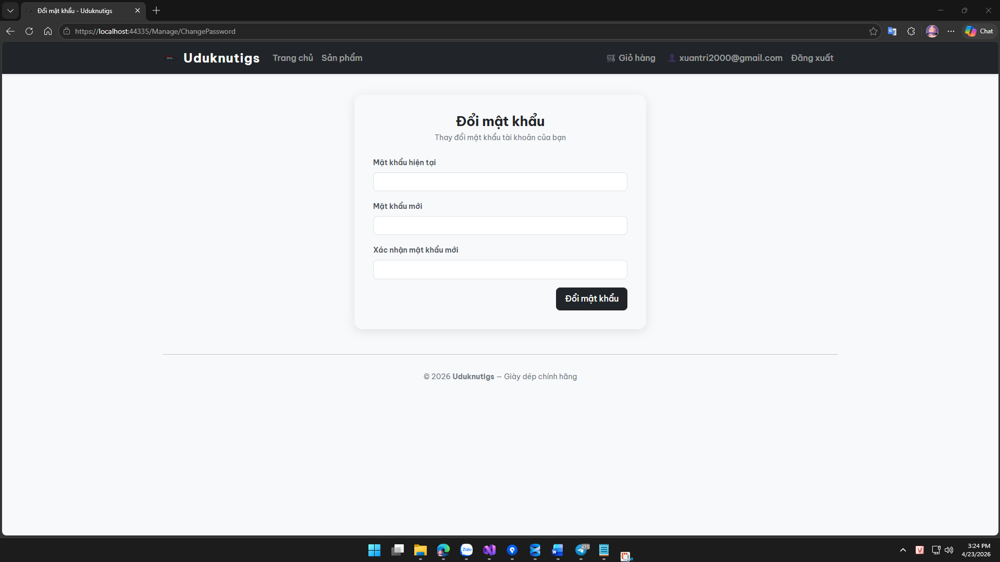 Đổi mật khẩu - Uduknutigs
https://localhost:44335/Manage/ChangePassword
Chat
Uduknutigs
Trang chủ
Sản phẩm
Giỏ hàng
xuantri2000@gmail.com
Đăng xuất
Đổi mật khẩu
Thay đổi mật khẩu tài khoản của bạn
Mật khẩu hiện tại
Mật khẩu mới
Xác nhận mật khẩu mới
Đổi mật khẩu
© 2026 Uduknutigs — Giày dép chính hãng
Zalo
W
475
V
3:24 PM
4/23/2026